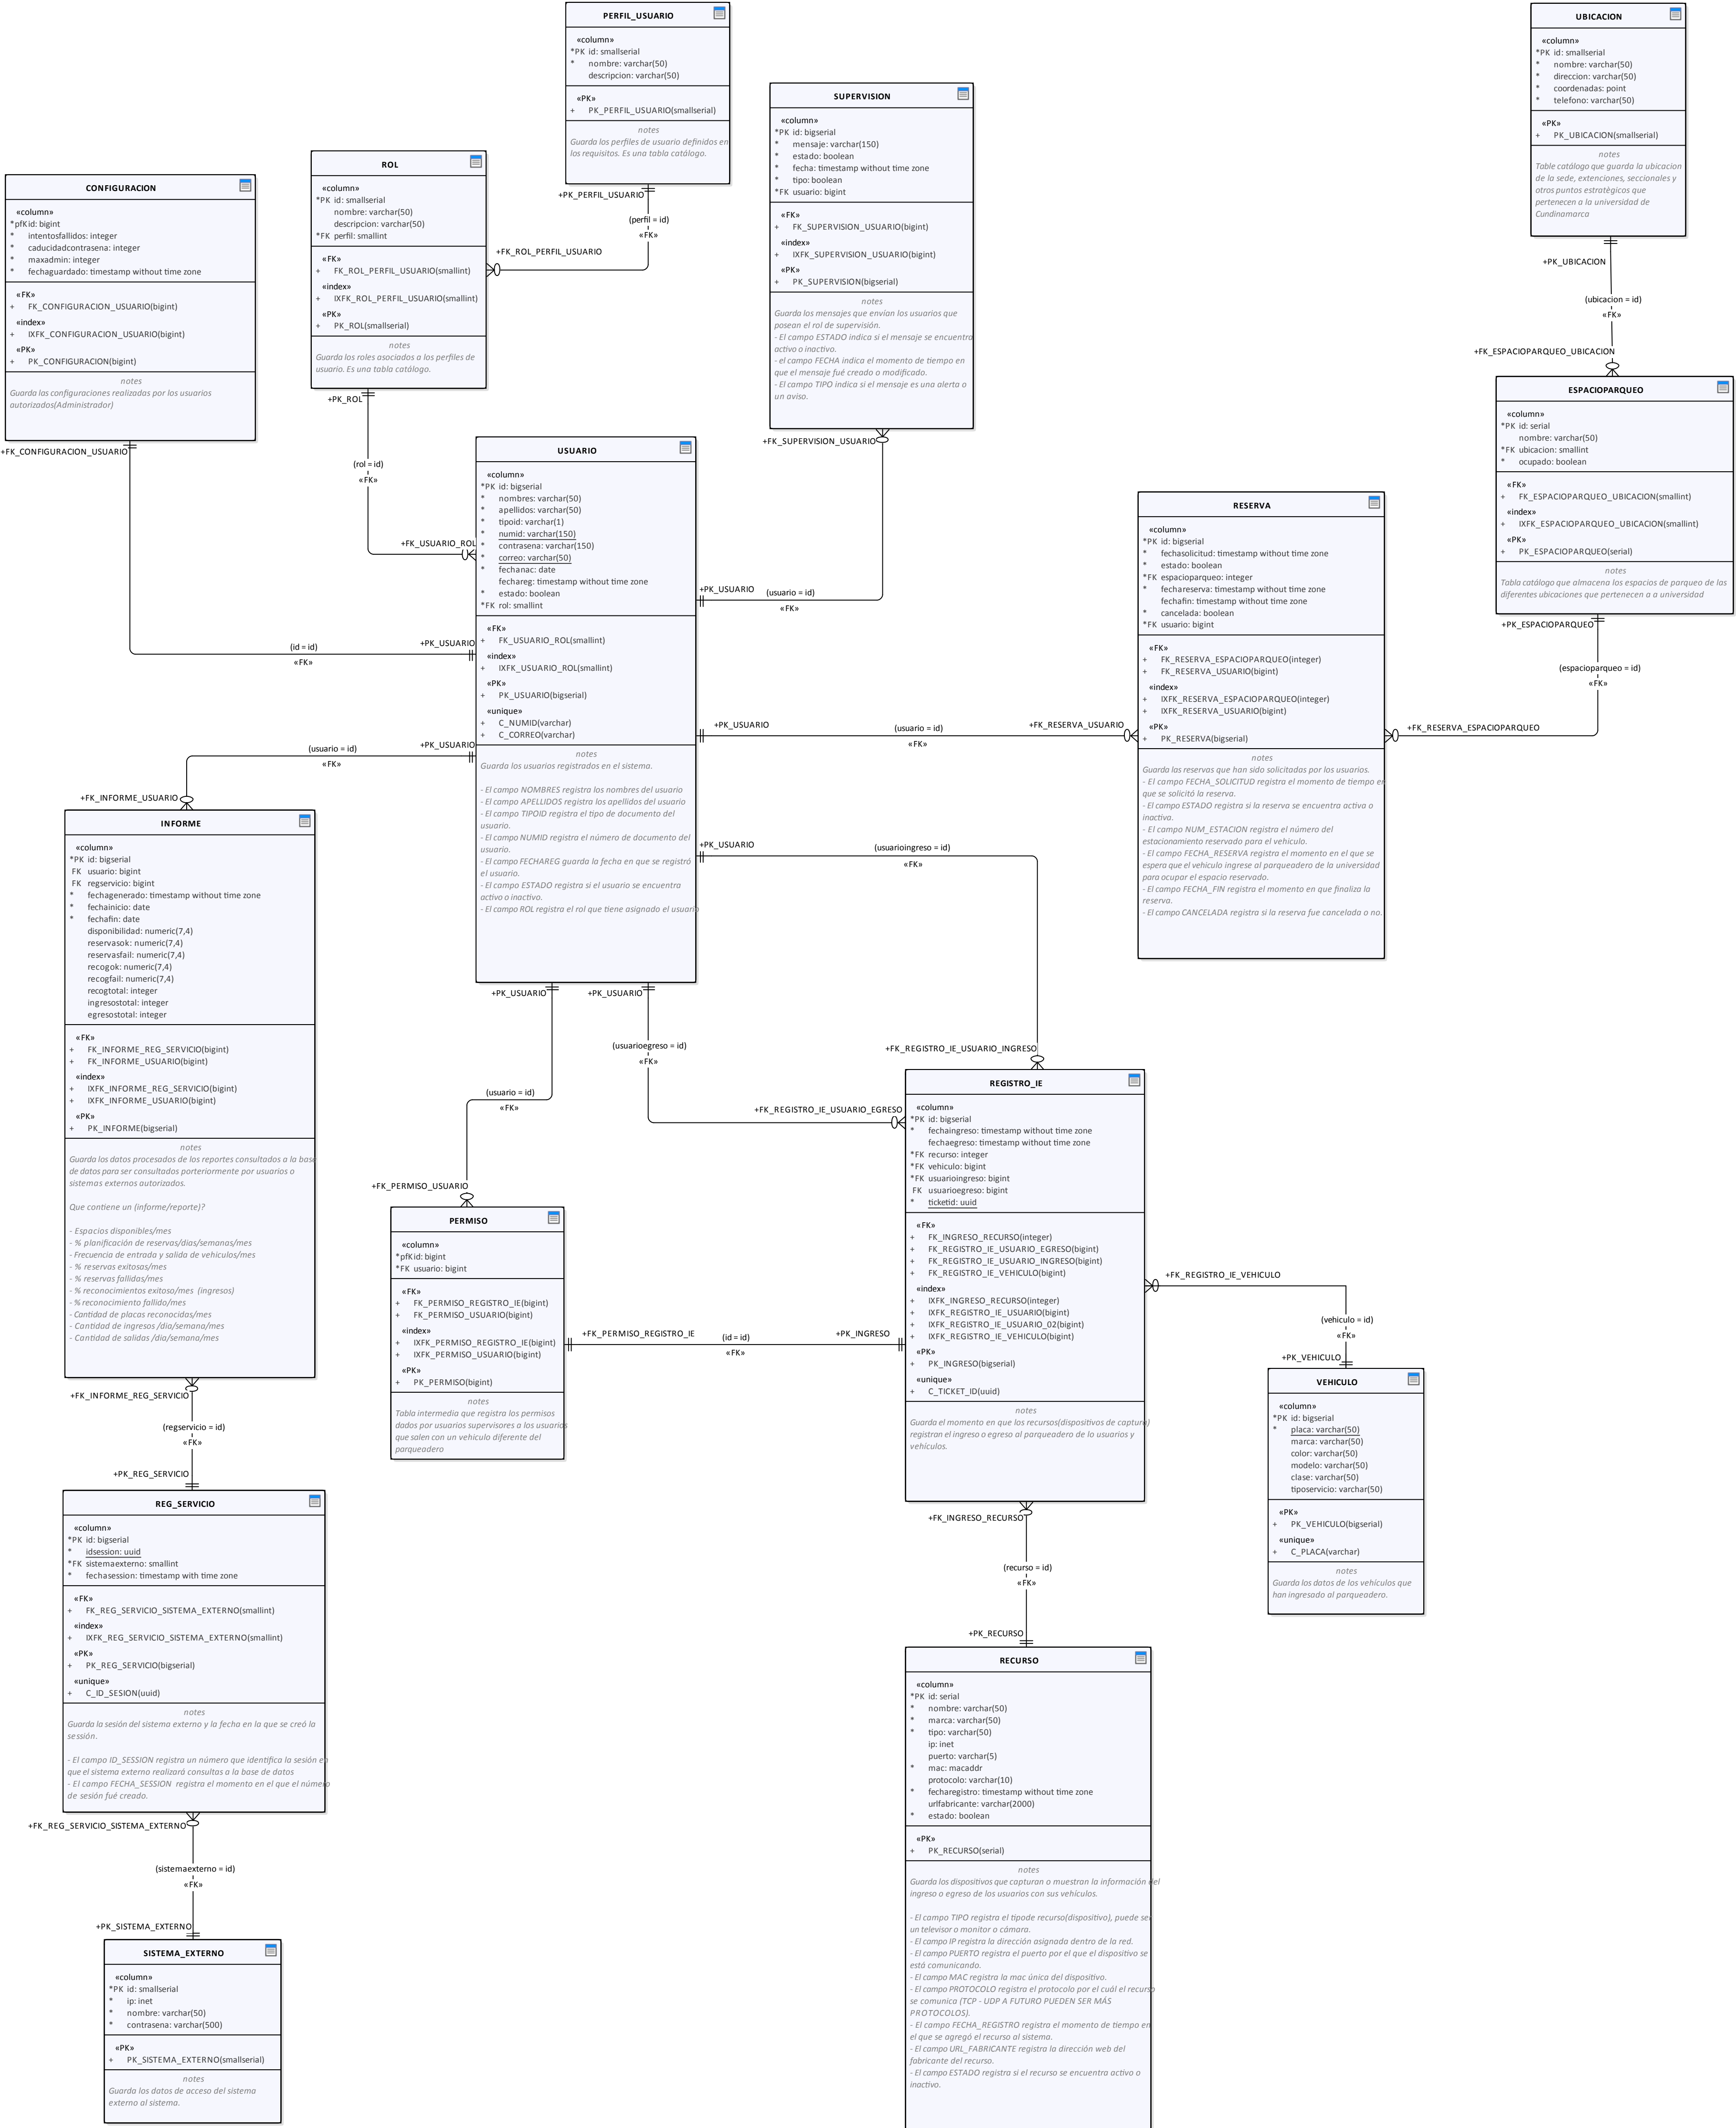 PERFIL_USUARIO
«column»
*PK id: smallserial
* nombre: varchar(50)
descripcion: varchar(50)
«PK»
+ PK_PERFIL_USUARIO(smallserial)
notes
Guarda los perfiles de usuario definidos en
los requisitos. Es una tabla catálogo.
+PK_PERFIL_USUARIO
(perfil = id)
«FK»
+FK_ROL_PERFIL_USUARIO
UBICACION
«column»
*PK id: smallserial
* nombre: varchar(50)
* direccion: varchar(50)
* coordenadas: point
* telefono: varchar(50)
«PK»
+ PK_UBICACION(smallserial)
notes
Table catálogo que guarda la ubicacion
de la sede, extenciones, seccionales y
otros puntos estratègicos que
pertenecen a la universidad de
Cundinamarca
+PK_UBICACION
(ubicacion = id)
«FK»
+FK_ESPACIOPARQUEO_UBICACION
SUPERVISION
«column»
*PK id: bigserial
* mensaje: varchar(150)
* estado: boolean
* fecha: timestamp without time zone
* tipo: boolean
*FK usuario: bigint
«FK»
+ FK_SUPERVISION_USUARIO(bigint)
«index»
+ IXFK_SUPERVISION_USUARIO(bigint)
«PK»
+ PK_SUPERVISION(bigserial)
notes
Guarda los mensajes que envían los usuarios que
posean el rol de supervisión.
- El campo ESTADO indica si el mensaje se encuentra
activo o inactivo.
- el campo FECHA indica el momento de tiempo en
que el mensaje fué creado o modificado.
- El campo TIPO indica si el mensaje es una alerta o
un aviso.
+FK_SUPERVISION_USUARIO
ROL
«column»
*PK id: smallserial
nombre: varchar(50)
descripcion: varchar(50)
*FK perfil: smallint
«FK»
+ FK_ROL_PERFIL_USUARIO(smallint)
«index»
+ IXFK_ROL_PERFIL_USUARIO(smallint)
«PK»
+ PK_ROL(smallserial)
notes
Guarda los roles asociados a los perfiles de
usuario. Es una tabla catálogo.
+PK_ROL
(rol = id)
«FK»
+FK_USUARIO_ROL
CONFIGURACION
«column»
*pfK id: bigint
* intentosfallidos: integer
* caducidadcontrasena: integer
* maxadmin: integer
* fechaguardado: timestamp without time zone
«FK»
+ FK_CONFIGURACION_USUARIO(bigint)
«index»
+ IXFK_CONFIGURACION_USUARIO(bigint)
«PK»
+ PK_CONFIGURACION(bigint)
notes
Guarda las configuraciones realizadas por los usuarios
autorizados(Administrador)
+FK_CONFIGURACION_USUARIO
(id = id)
«FK»
+PK_USUARIO
ESPACIOPARQUEO
«column»
*PK id: serial
nombre: varchar(50)
*FK ubicacion: smallint
* ocupado: boolean
«FK»
+ FK_ESPACIOPARQUEO_UBICACION(smallint)
«index»
+ IXFK_ESPACIOPARQUEO_UBICACION(smallint)
«PK»
+ PK_ESPACIOPARQUEO(serial)
notes
Tabla catálogo que almacena los espacios de parqueo de las
diferentes ubicaciones que pertenecen a a universidad
+PK_ESPACIOPARQUEO
(espacioparqueo = id)
«FK»
+FK_RESERVA_ESPACIOPARQUEO
USUARIO
«column»
*PK id: bigserial
* nombres: varchar(50)
* apellidos: varchar(50)
* tipoid: varchar(1)
* numid: varchar(150)
* contrasena: varchar(150)
* correo: varchar(50)
* fechanac: date
fechareg: timestamp without time zone
* estado: boolean
*FK rol: smallint
«FK»
+ FK_USUARIO_ROL(smallint)
«index»
+ IXFK_USUARIO_ROL(smallint)
«PK»
+ PK_USUARIO(bigserial)
«unique»
+ C_NUMID(varchar)
+ C_CORREO(varchar)
notes
Guarda los usuarios registrados en el sistema.
- El campo NOMBRES registra los nombres del usuario
- El campo APELLIDOS registra los apellidos del usuario
- El campo TIPOID registra el tipo de documento del
usuario.
- El campo NUMID registra el número de documento del
usuario.
- El campo FECHAREG guarda la fecha en que se registró
el usuario.
- El campo ESTADO registra si el usuario se encuentra
activo o inactivo.
- El campo ROL registra el rol que tiene asignado el usuario
+PK_USUARIO
(usuario = id)
«FK»
+PK_USUARIO
(usuario = id)
«FK»
+FK_RESERVA_USUARIO
RESERVA
«column»
*PK id: bigserial
* fechasolicitud: timestamp without time zone
* estado: boolean
*FK espacioparqueo: integer
* fechareserva: timestamp without time zone
fechafin: timestamp without time zone
* cancelada: boolean
*FK usuario: bigint
«FK»
+ FK_RESERVA_ESPACIOPARQUEO(integer)
+ FK_RESERVA_USUARIO(bigint)
«index»
+ IXFK_RESERVA_ESPACIOPARQUEO(integer)
+ IXFK_RESERVA_USUARIO(bigint)
«PK»
+ PK_RESERVA(bigserial)
notes
Guarda las reservas que han sido solicitadas por los usuarios.
- El campo FECHA_SOLICITUD registra el momento de tiempo en
que se solicitó la reserva.
- El campo ESTADO registra si la reserva se encuentra activa o
inactiva.
- El campo NUM_ESTACION registra el número del
estacionamiento reservado para el vehiculo.
- El campo FECHA_RESERVA registra el momento en el que se
espera que el vehiculo ingrese al parqueadero de la universidad
para ocupar el espacio reservado.
- El campo FECHA_FIN registra el momento en que finaliza la
reserva.
- El campo CANCELADA registra si la reserva fue cancelada o no.
+PK_USUARIO
(usuario = id)
«FK»
+FK_INFORME_USUARIO
INFORME
«column»
*PK id: bigserial
FK usuario: bigint
FK regservicio: bigint
* fechagenerado: timestamp without time zone
* fechainicio: date
* fechafin: date
disponibilidad: numeric(7,4)
reservasok: numeric(7,4)
reservasfail: numeric(7,4)
recogok: numeric(7,4)
recogfail: numeric(7,4)
recogtotal: integer
ingresostotal: integer
egresostotal: integer
«FK»
+ FK_INFORME_REG_SERVICIO(bigint)
+ FK_INFORME_USUARIO(bigint)
«index»
+ IXFK_INFORME_REG_SERVICIO(bigint)
+ IXFK_INFORME_USUARIO(bigint)
«PK»
+ PK_INFORME(bigserial)
notes
Guarda los datos procesados de los reportes consultados a la base
de datos para ser consultados porteriormente por usuarios o
sistemas externos autorizados.
Que contiene un (informe/reporte)?
- Espacios disponibles/mes
- % planificación de reservas/dias/semanas/mes
- Frecuencia de entrada y salida de vehiculos/mes
- % reservas exitosas/mes
- % reservas fallidas/mes
- % reconocimientos exitoso/mes (ingresos)
- % reconocimiento fallido/mes
- Cantidad de placas reconocidas/mes
- Cantidad de ingresos /dia/semana/mes
- Cantidad de salidas /dia/semana/mes
+FK_INFORME_REG_SERVICIO
(regservicio = id)
«FK»
+PK_REG_SERVICIO
+PK_USUARIO
(usuarioingreso = id)
«FK»
+FK_REGISTRO_IE_USUARIO_INGRESO
+PK_USUARIO
+PK_USUARIO
(usuarioegreso = id)
«FK»
+FK_REGISTRO_IE_USUARIO_EGRESO
(usuario = id)
«FK»
+FK_PERMISO_USUARIO
PERMISO
«column»
*pfK id: bigint
*FK usuario: bigint
«FK»
+ FK_PERMISO_REGISTRO_IE(bigint)
+ FK_PERMISO_USUARIO(bigint)
«index»
+ IXFK_PERMISO_REGISTRO_IE(bigint)
+ IXFK_PERMISO_USUARIO(bigint)
«PK»
+ PK_PERMISO(bigint)
notes
Tabla intermedia que registra los permisos
dados por usuarios supervisores a los usuarios
que salen con un vehiculo diferente del
parqueadero
+FK_PERMISO_REGISTRO_IE
(id = id)
«FK»
+PK_INGRESO
REGISTRO_IE
«column»
*PK id: bigserial
* fechaingreso: timestamp without time zone
fechaegreso: timestamp without time zone
*FK recurso: integer
*FK vehiculo: bigint
*FK usuarioingreso: bigint
FK usuarioegreso: bigint
* ticketid: uuid
«FK»
+ FK_INGRESO_RECURSO(integer)
+ FK_REGISTRO_IE_USUARIO_EGRESO(bigint)
+ FK_REGISTRO_IE_USUARIO_INGRESO(bigint)
+ FK_REGISTRO_IE_VEHICULO(bigint)
«index»
+ IXFK_INGRESO_RECURSO(integer)
+ IXFK_REGISTRO_IE_USUARIO(bigint)
+ IXFK_REGISTRO_IE_USUARIO_02(bigint)
+ IXFK_REGISTRO_IE_VEHICULO(bigint)
«PK»
+ PK_INGRESO(bigserial)
«unique»
+ C_TICKET_ID(uuid)
notes
Guarda el momento en que los recursos(dispositivos de captura)
registran el ingreso o egreso al parqueadero de lo usuarios y
vehículos.
+FK_REGISTRO_IE_VEHICULO
(vehiculo = id)
«FK»
+PK_VEHICULO
VEHICULO
«column»
*PK id: bigserial
* placa: varchar(50)
marca: varchar(50)
color: varchar(50)
modelo: varchar(50)
clase: varchar(50)
tiposervicio: varchar(50)
«PK»
+ PK_VEHICULO(bigserial)
«unique»
+ C_PLACA(varchar)
notes
Guarda los datos de los vehículos que
han ingresado al parqueadero.
+FK_INGRESO_RECURSO
(recurso = id)
«FK»
+PK_RECURSO
REG_SERVICIO
«column»
*PK id: bigserial
* idsession: uuid
*FK sistemaexterno: smallint
* fechasession: timestamp with time zone
«FK»
+ FK_REG_SERVICIO_SISTEMA_EXTERNO(smallint)
«index»
+ IXFK_REG_SERVICIO_SISTEMA_EXTERNO(smallint)
«PK»
+ PK_REG_SERVICIO(bigserial)
«unique»
+ C_ID_SESION(uuid)
notes
Guarda la sesión del sistema externo y la fecha en la que se creó la
sessión.
- El campo ID_SESSION registra un número que identifica la sesión en
que el sistema externo realizará consultas a la base de datos
- El campo FECHA_SESSION registra el momento en el que el número
de sesión fué creado.
+FK_REG_SERVICIO_SISTEMA_EXTERNO
(sistemaexterno = id)
«FK»
+PK_SISTEMA_EXTERNO
SISTEMA_EXTERNO
«column»
*PK id: smallserial
* ip: inet
* nombre: varchar(50)
* contrasena: varchar(500)
«PK»
+ PK_SISTEMA_EXTERNO(smallserial)
notes
Guarda los datos de acceso del sistema
externo al sistema.
RECURSO
«column»
*PK id: serial
* nombre: varchar(50)
* marca: varchar(50)
* tipo: varchar(50)
ip: inet
puerto: varchar(5)
* mac: macaddr
protocolo: varchar(10)
* fecharegistro: timestamp without time zone
urlfabricante: varchar(2000)
* estado: boolean
«PK»
+ PK_RECURSO(serial)
notes
Guarda los dispositivos que capturan o muestran la información del
ingreso o egreso de los usuarios con sus vehículos.
- El campo TIPO registra el tipode recurso(dispositivo), puede ser
un televisor o monitor o cámara.
- El campo IP registra la dirección asignada dentro de la red.
- El campo PUERTO registra el puerto por el que el dispositivo se
está comunicando.
- El campo MAC registra la mac única del dispositivo.
- El campo PROTOCOLO registra el protocolo por el cuál el recurso
se comunica (TCP - UDP A FUTURO PUEDEN SER MÁS
PROTOCOLOS).
- El campo FECHA_REGISTRO registra el momento de tiempo en
el que se agregó el recurso al sistema.
- El campo URL_FABRICANTE registra la dirección web del
fabricante del recurso.
- El campo ESTADO registra si el recurso se encuentra activo o
inactivo.